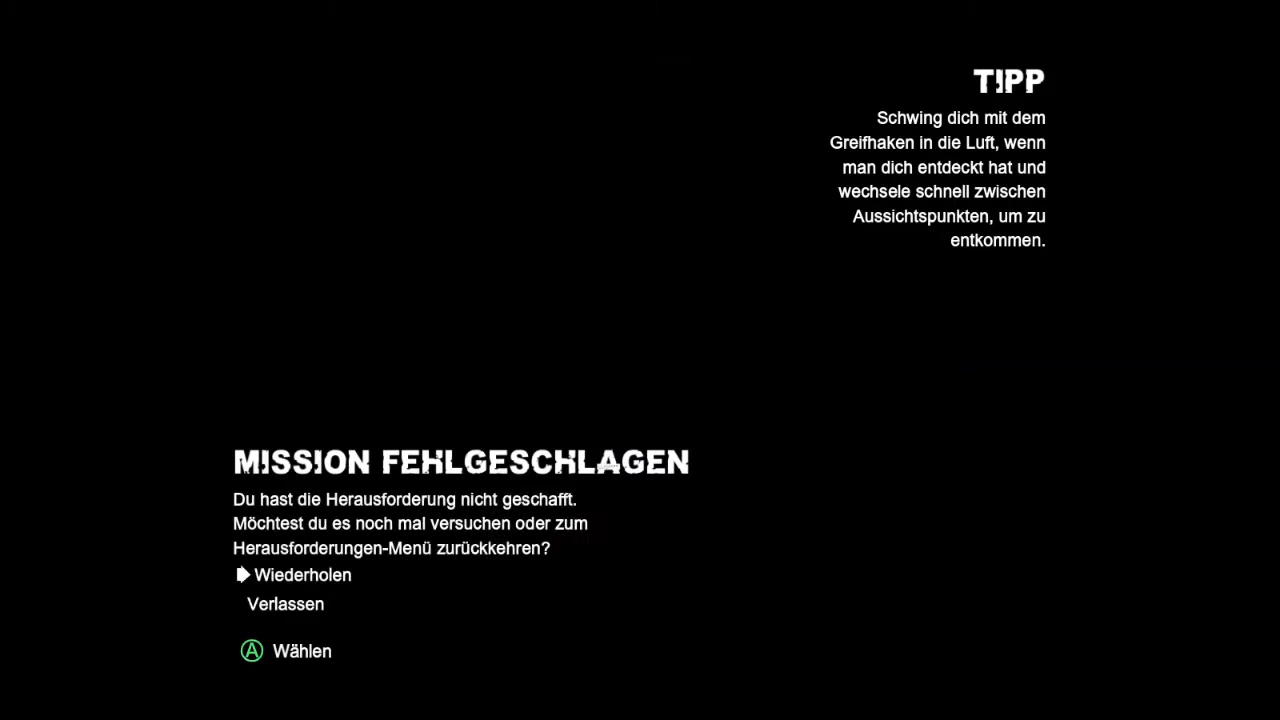 TIPP
Schwing dich mit dem
Greifhaken in die Luft, wenn
man dich entdeckt hat und
wechsele schnell zwischen
Aussichtspunkten, um zu
entkommen.
MISSION FEHLGESCHLAGEN
Du hast die Herausforderung nicht geschafft.
Möchtest du es noch mal versuchen oder zum
Herausforderungen-Menü zurückkehren?
Wiederholen
Verlassen
A Wählen